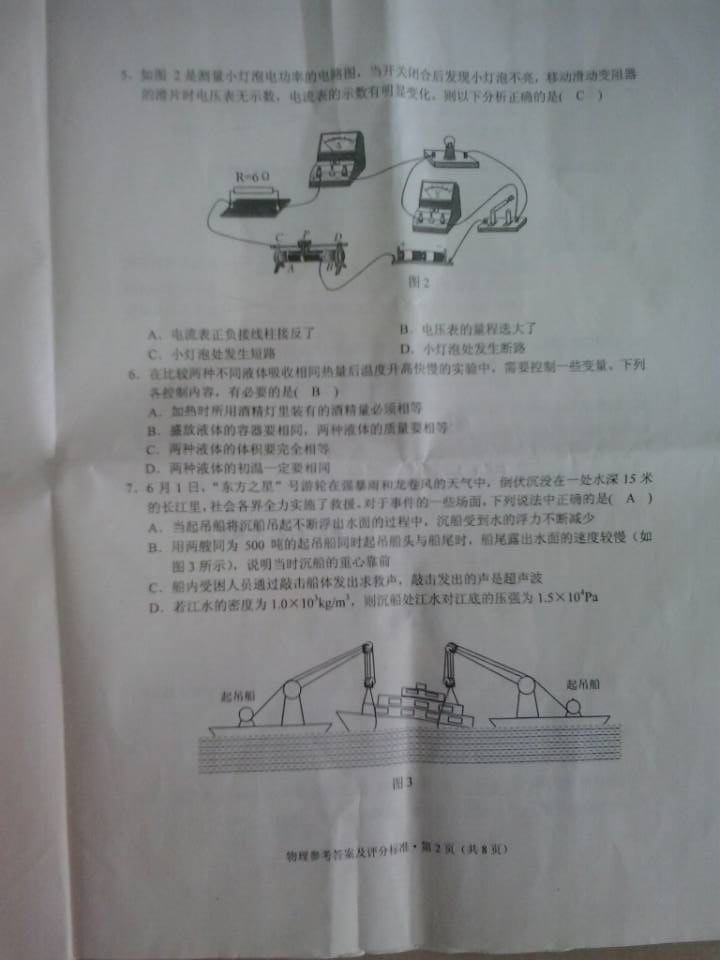 5．如图 2 是测量小灯泡电功率的电路图，当开关闭合后发现小灯泡不亮，移动滑动变阻器
的滑片时电压表无示数，电流表的示数有明显变化，则以下分析正确的是(　C　)
R=6Ω
C P D
A B
图 2
A．电流表正负接线柱接反了　　B．电压表的量程选大了
C．小灯泡处发生短路　　D．小灯泡处发生断路
6．在比较两种不同液体吸收相同热量后温度升高快慢的实验中，需要控制一些变量，下列
各控制内容，有必要的是(　B　)
A．加热时所用酒精灯里装有的酒精量必须相等
B．盛放液体的容器要相同，两种液体的质量要相等
C．两种液体的体积要完全相等
D．两种液体的初温一定要相同
7．6 月 1 日，“东方之星”号游轮在强暴雨和龙卷风的天气中，倒伏沉没在一处水深 15 米
的长江里，社会各界全力实施了救援。对于事件的一些场面，下列说法中正确的是(　A　)
A．当起吊船将沉船吊起不断浮出水面的过程中，沉船受到水的浮力不断减少
B．用两艘同为 500 吨的起吊船同时起吊船头与船尾时，船尾露出水面的速度较慢（如
图 3 所示），说明当时沉船的重心靠前
C．船内受困人员通过敲击船体发出求救声，敲击发出的声是超声波
D．若江水的密度为 1.0×10³kg/m³，则沉船处江水对江底的压强为 1.5×10⁴Pa
起吊船　　起吊船
图 3
物理参考答案及评分标准·第 2 页（共 8 页）